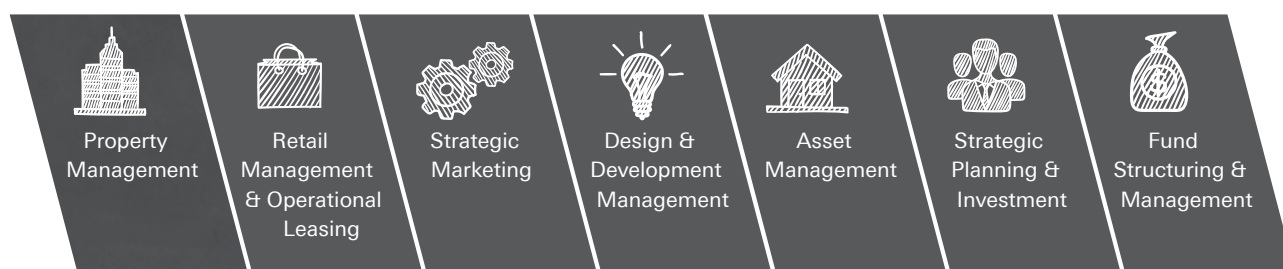 Property
Management
Retail
Management
& Operational
Leasing
Strategic
Marketing
Design &
Development
Management
Asset
Management
Strategic
Planning &
Investment
Fund
Structuring &
Management